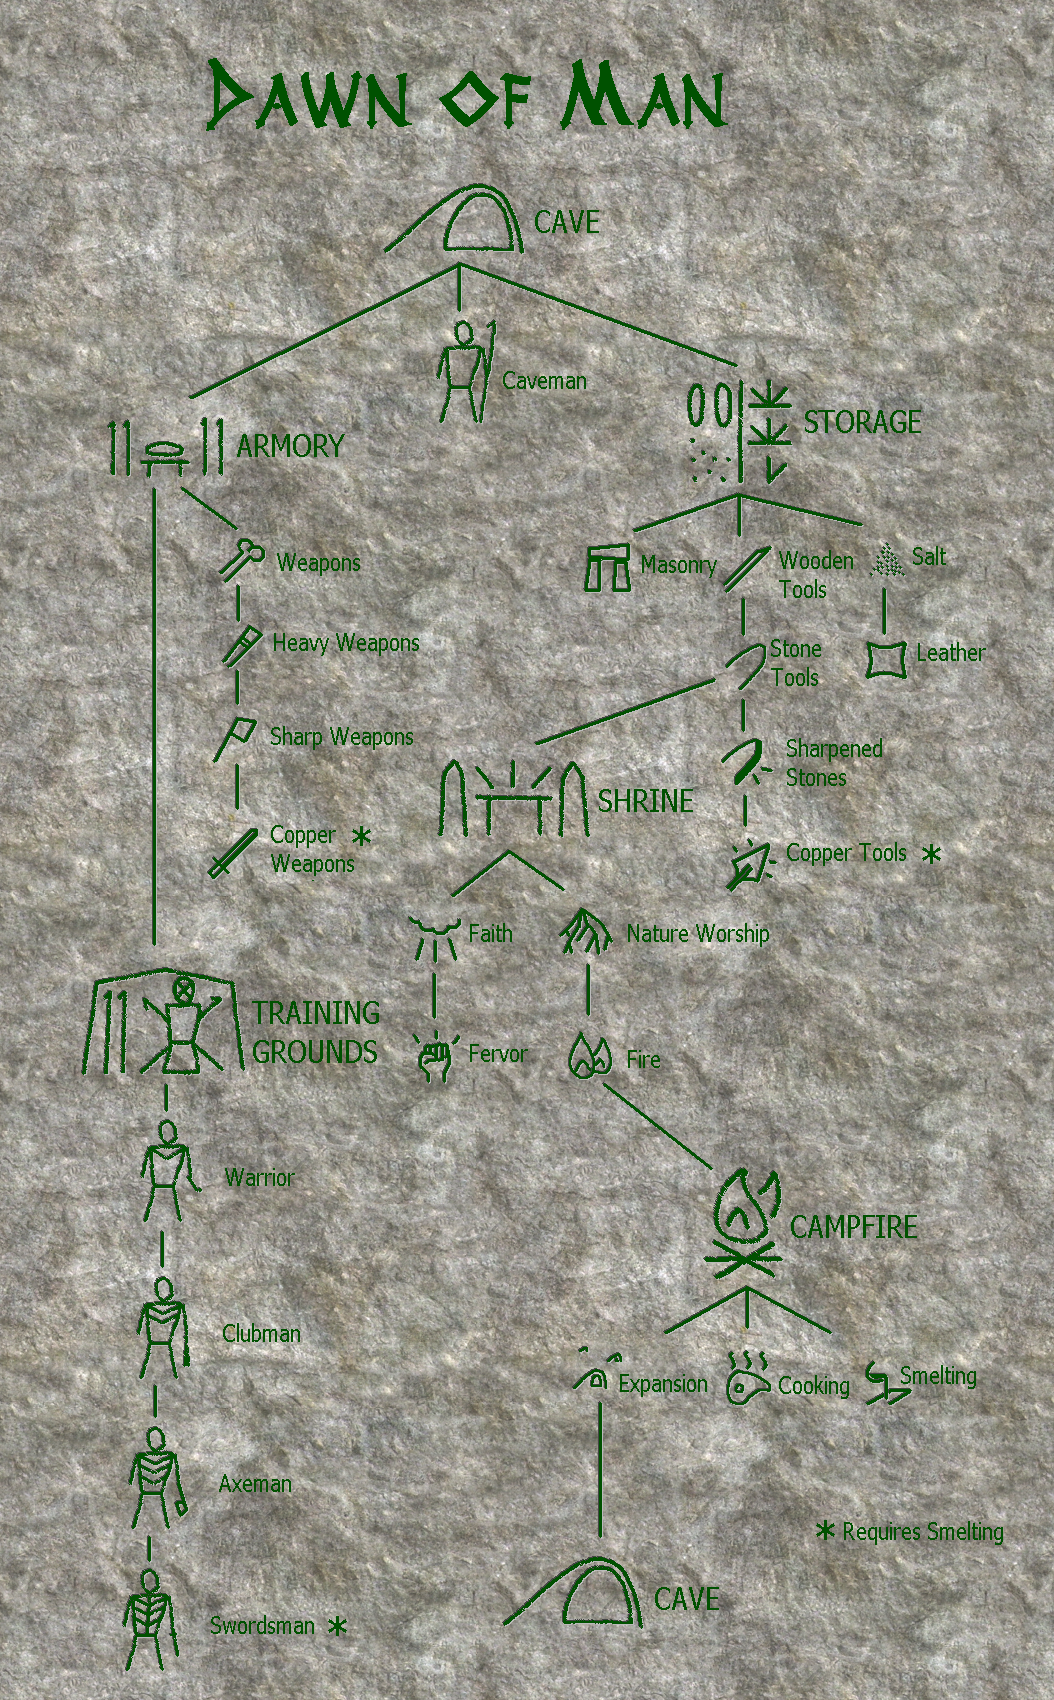 DAWN OF MAN
CAVE
Caveman
ARMORY
STORAGE
Weapons
Masonry
Wooden
Tools
Salt
Heavy Weapons
Stone
Tools
Leather
Sharp Weapons
Sharpened
Stones
SHRINE
Copper *
Weapons
Copper Tools *
Faith
Nature Worship
TRAINING
GROUNDS
Fervor
Fire
Warrior
CAMPFIRE
Clubman
Expansion
Cooking
Smelting
Axeman
* Requires Smelting
CAVE
Swordsman *